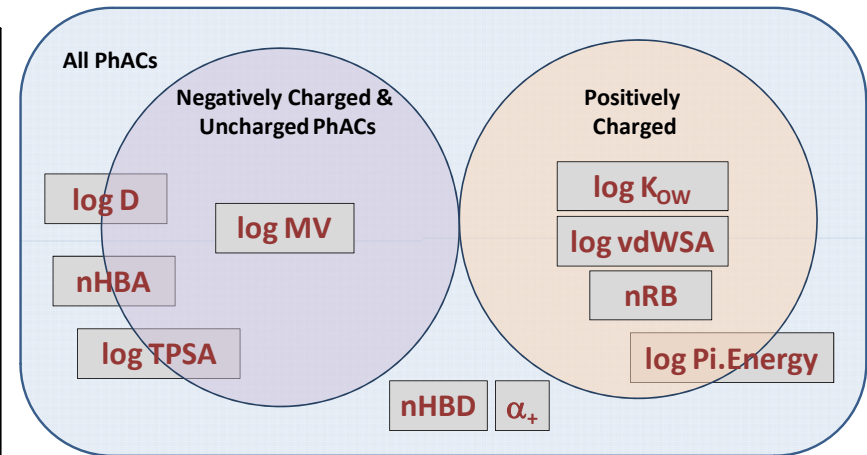 All PhACs
Negatively Charged &
Uncharged PhACs
Positively
Charged
log D
log MV
nHBA
log TPSA
log K_OW
log vdWSA
nRB
log Pi.Energy
nHBD
α₊